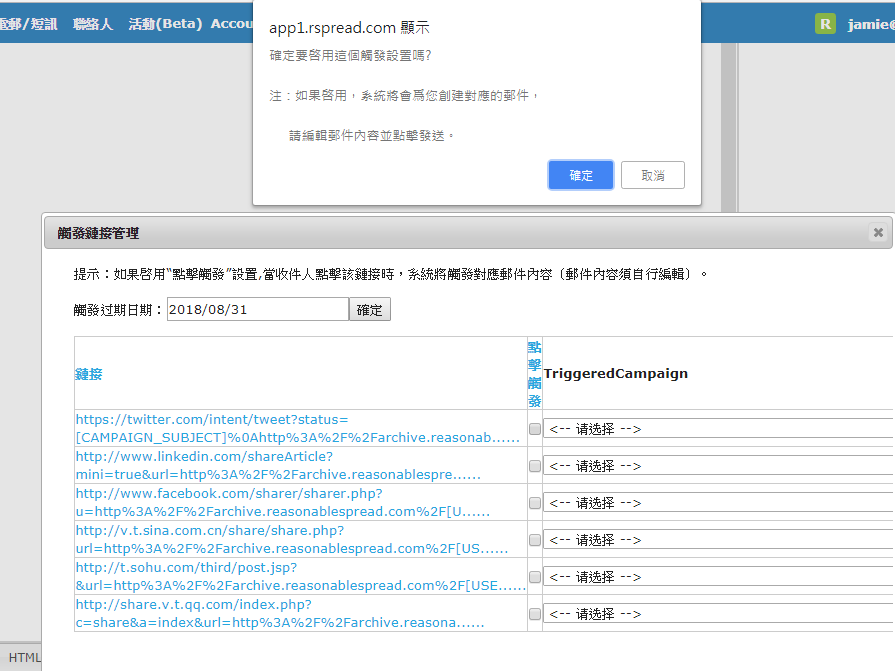 電郵/短訊 聯絡人 活動(Beta) Accou
R jamie@
app1.rspread.com 顯示
確定要啓用這個觸發設置嗎?
注：如果啓用，系統將會爲您創建對應的郵件，
請編輯郵件內容並點擊發送。
確定 取消
觸發鏈接管理
提示：如果啓用“點擊觸發”設置,當收件人點擊該鏈接時，系統將觸發對應郵件內容（郵件內容須自行編輯）。
觸發过期日期：2018/08/31 確定
鏈接 點擊觸發 TriggeredCampaign
https://twitter.com/intent/tweet?status=
[CAMPAIGN_SUBJECT]%0Ahttp%3A%2F%2Farchive.reasonab...... <-- 请选择 -->
http://www.linkedin.com/shareArticle?
mini=true&url=http%3A%2F%2Farchive.reasonablespre...... <-- 请选择 -->
http://www.facebook.com/sharer/sharer.php?
u=http%3A%2F%2Farchive.reasonablespread.com%2F[U...... <-- 请选择 -->
http://v.t.sina.com.cn/share/share.php?
url=http%3A%2F%2Farchive.reasonablespread.com%2F[US...... <-- 请选择 -->
http://t.sohu.com/third/post.jsp?
&url=http%3A%2F%2Farchive.reasonablespread.com%2F[USE...... <-- 请选择 -->
http://share.v.t.qq.com/index.php?
c=share&a=index&url=http%3A%2F%2Farchive.reasona...... <-- 请选择 -->
HTML